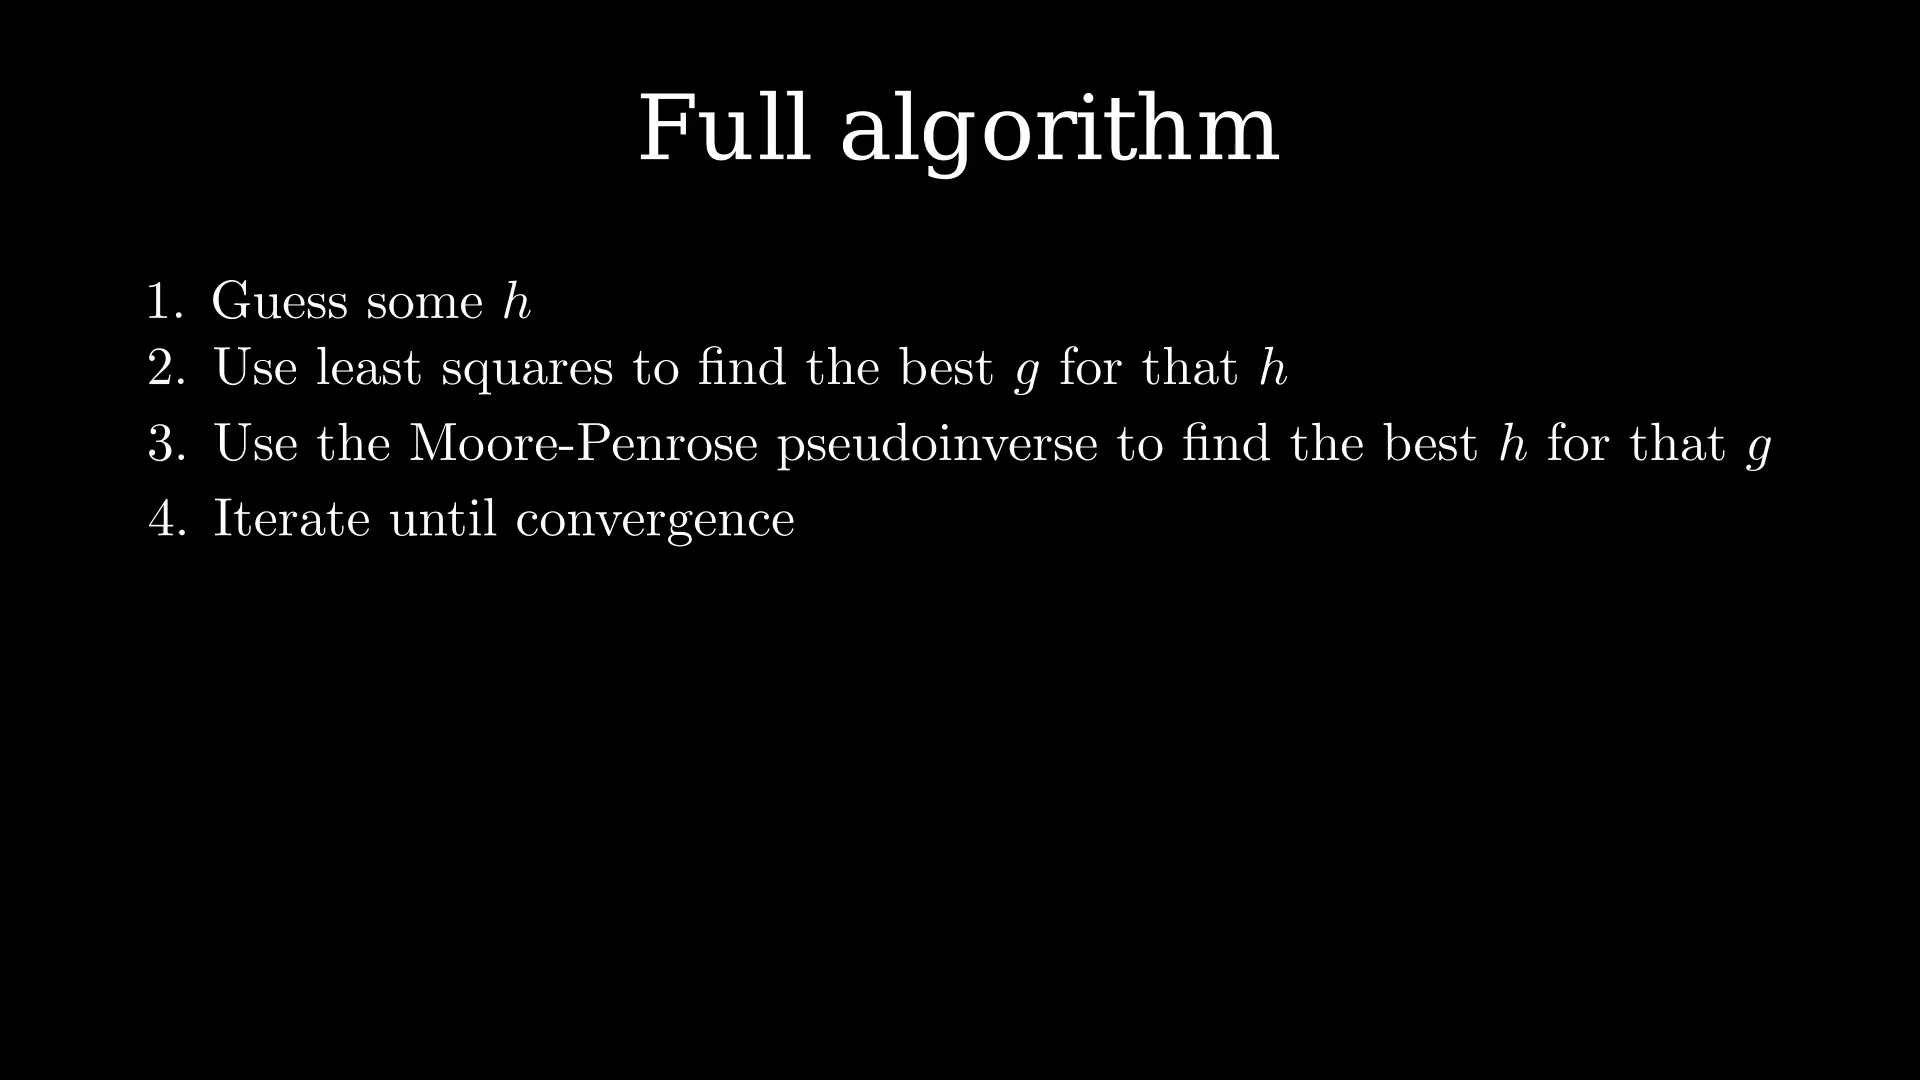 Full algorithm
1. Guess some h
2. Use least squares to find the best g for that h
3. Use the Moore-Penrose pseudoinverse to find the best h for that g
4. Iterate until convergence